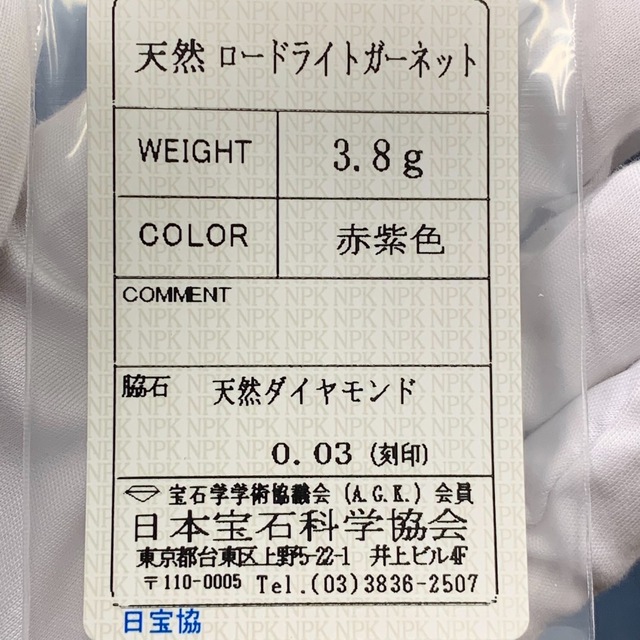 天然 ロードライトガーネット
WEIGHT 3.8g
COLOR 赤紫色
COMMENT
脇石 天然ダイヤモンド
0.03 (刻印)
宝石学学術協議会(A.G.K.)会員
日本宝石科学協会
東京都台東区上野5-22-1 井上ビル4F
〒110-0005 Tel.(03)3836-2507
日宝協